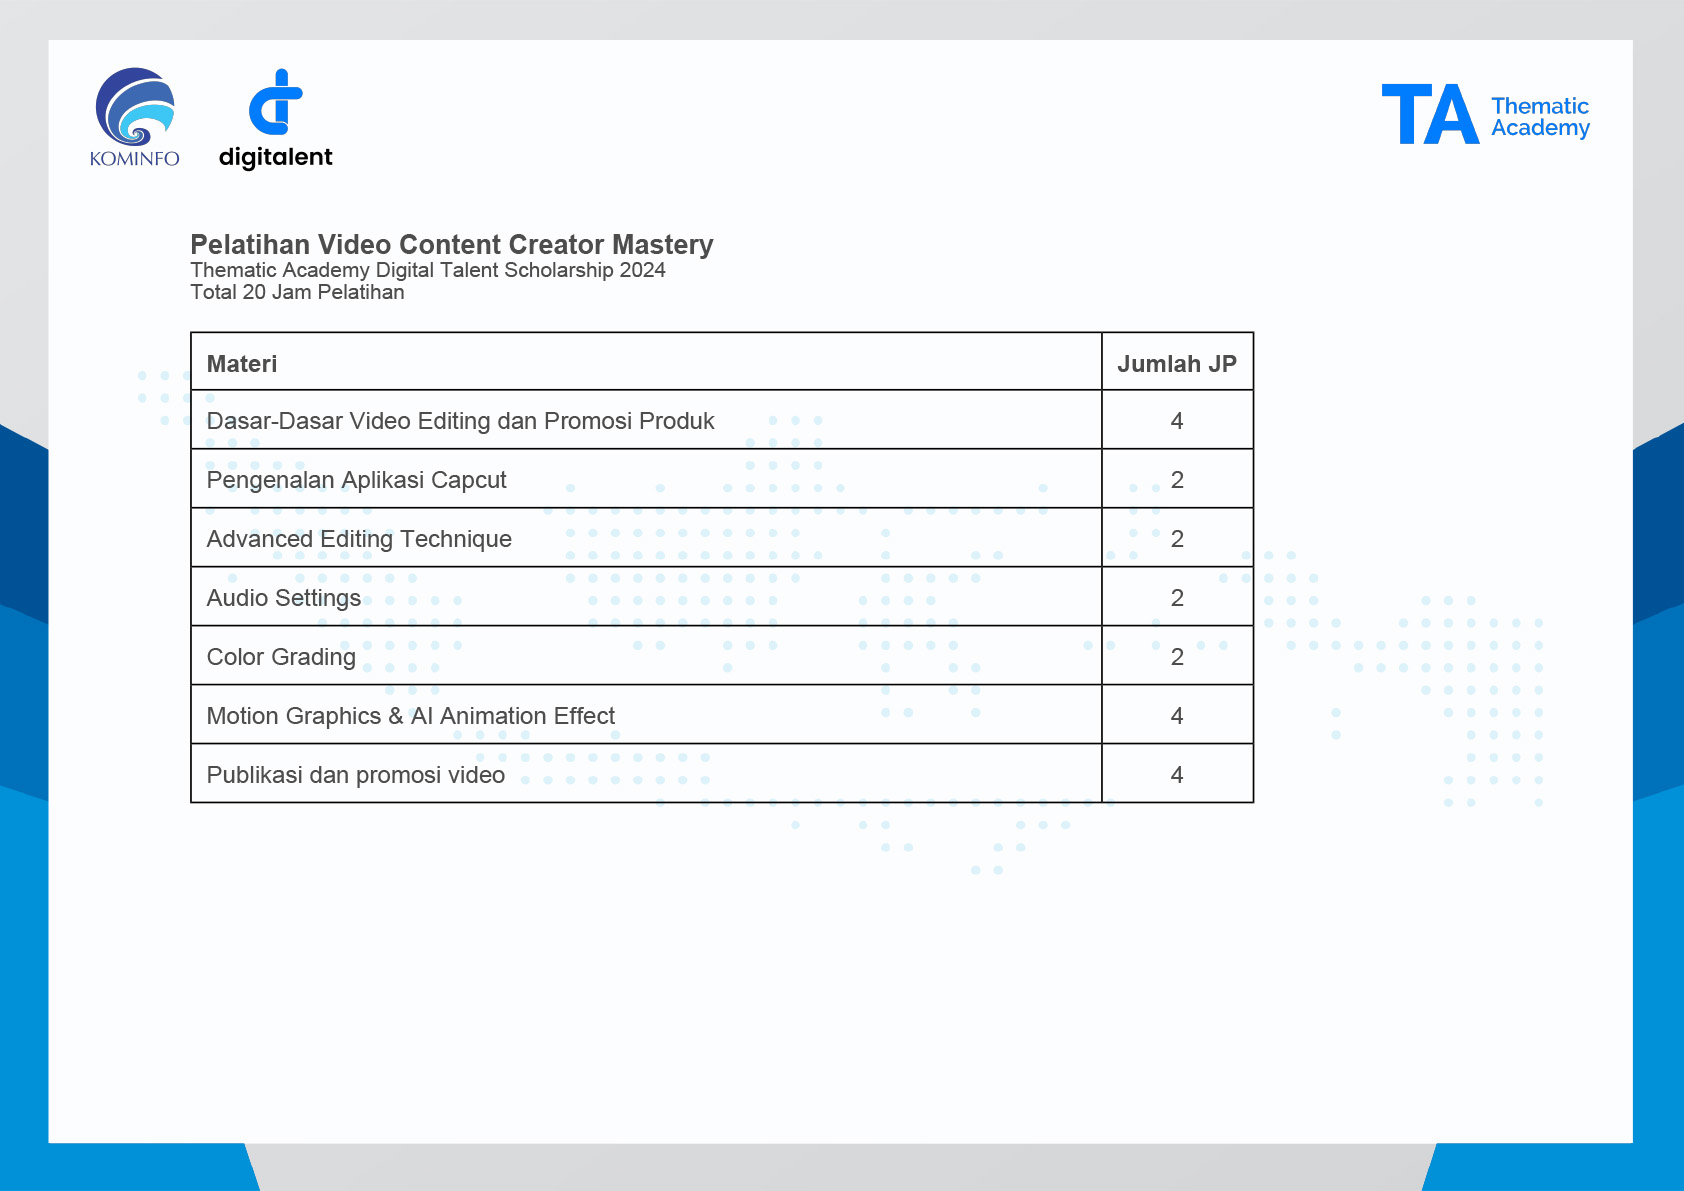 KOMINFO
digitalent
TA Thematic
Academy
Pelatihan Video Content Creator Mastery
Thematic Academy Digital Talent Scholarship 2024
Total 20 Jam Pelatihan
Materi Jumlah JP
Dasar-Dasar Video Editing dan Promosi Produk 4
Pengenalan Aplikasi Capcut 2
Advanced Editing Technique 2
Audio Settings 2
Color Grading 2
Motion Graphics & AI Animation Effect 4
Publikasi dan promosi video 4